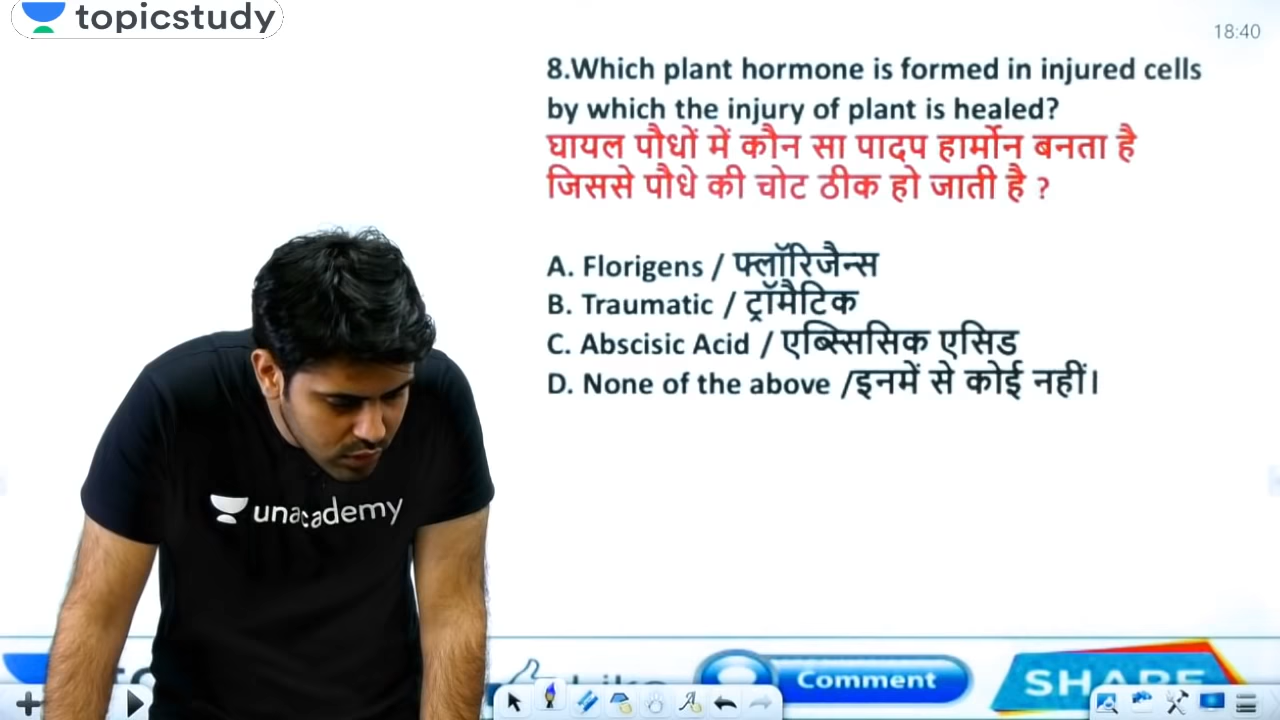 topicstudy
18:40
8.Which plant hormone is formed in injured cells
by which the injury of plant is healed?
घायल पौधों में कौन सा पादप हार्मोन बनता है
जिससे पौधे की चोट ठीक हो जाती है ?
A. Florigens / फ्लॉरिजैन्स
B. Traumatic / ट्रॉमैटिक
C. Abscisic Acid / एब्स्सिसिक एसिड
D. None of the above /इनमें से कोई नहीं।
unacademy
Like
Comment
SHARE